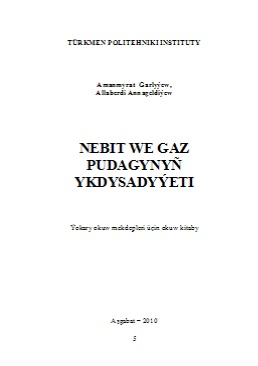 TÜRKMEN POLITEHNIKI INSTITUTY
Amanmyrat Garlyýew,
Allaberdi Annageldiýew
NEBIT WE GAZ
PUDAGYNYŇ
YKDYSADYÝETI
Ýokary okuw mekdepleri üçin okuw kitaby
Aşgabat – 2010
5